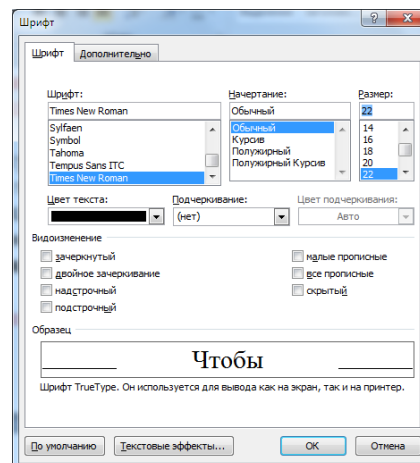 Шрифт
Шрифт Дополнительно
Шрифт: Начертание: Размер:
Times New Roman Обычный 22
Sylfaen Обычный 14
Symbol Курсив 16
Tahoma Полужирный 18
Tempus Sans ITC Полужирный Курсив 20
Times New Roman 22
Цвет текста: Подчеркивание: Цвет подчеркивания:
(нет) Авто
Видоизменение
зачеркнутый малые прописные
двойное зачеркивание все прописные
надстрочный скрытый
подстрочный
Образец
Чтобы
Шрифт TrueType. Он используется для вывода как на экран, так и на принтер.
По умолчанию Текстовые эффекты... ОК Отмена